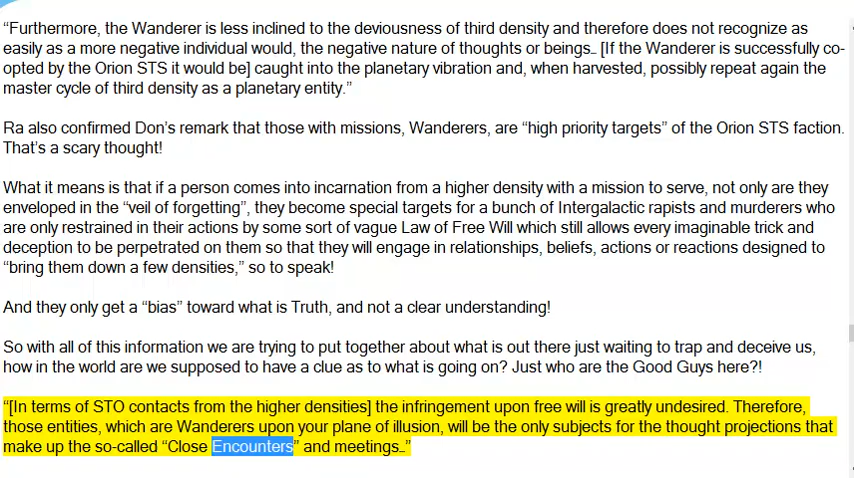 “Furthermore, the Wanderer is less inclined to the deviousness of third density and therefore does not recognize as
easily as a more negative individual would, the negative nature of thoughts or beings... [If the Wanderer is successfully co-
opted by the Orion STS it would be] caught into the planetary vibration and, when harvested, possibly repeat again the
master cycle of third density as a planetary entity.”
Ra also confirmed Don’s remark that those with missions, Wanderers, are “high priority targets” of the Orion STS faction.
That’s a scary thought!
What it means is that if a person comes into incarnation from a higher density with a mission to serve, not only are they
enveloped in the “veil of forgetting”, they become special targets for a bunch of Intergalactic rapists and murderers who
are only restrained in their actions by some sort of vague Law of Free Will which still allows every imaginable trick and
deception to be perpetrated on them so that they will engage in relationships, beliefs, actions or reactions designed to
“bring them down a few densities,” so to speak!
And they only get a “bias” toward what is Truth, and not a clear understanding!
So with all of this information we are trying to put together about what is out there just waiting to trap and deceive us,
how in the world are we supposed to have a clue as to what is going on? Just who are the Good Guys here?!
“[In terms of STO contacts from the higher densities] the infringement upon free will is greatly undesired. Therefore,
those entities, which are Wanderers upon your plane of illusion, will be the only subjects for the thought projections that
make up the so-called “Close Encounters” and meetings...”